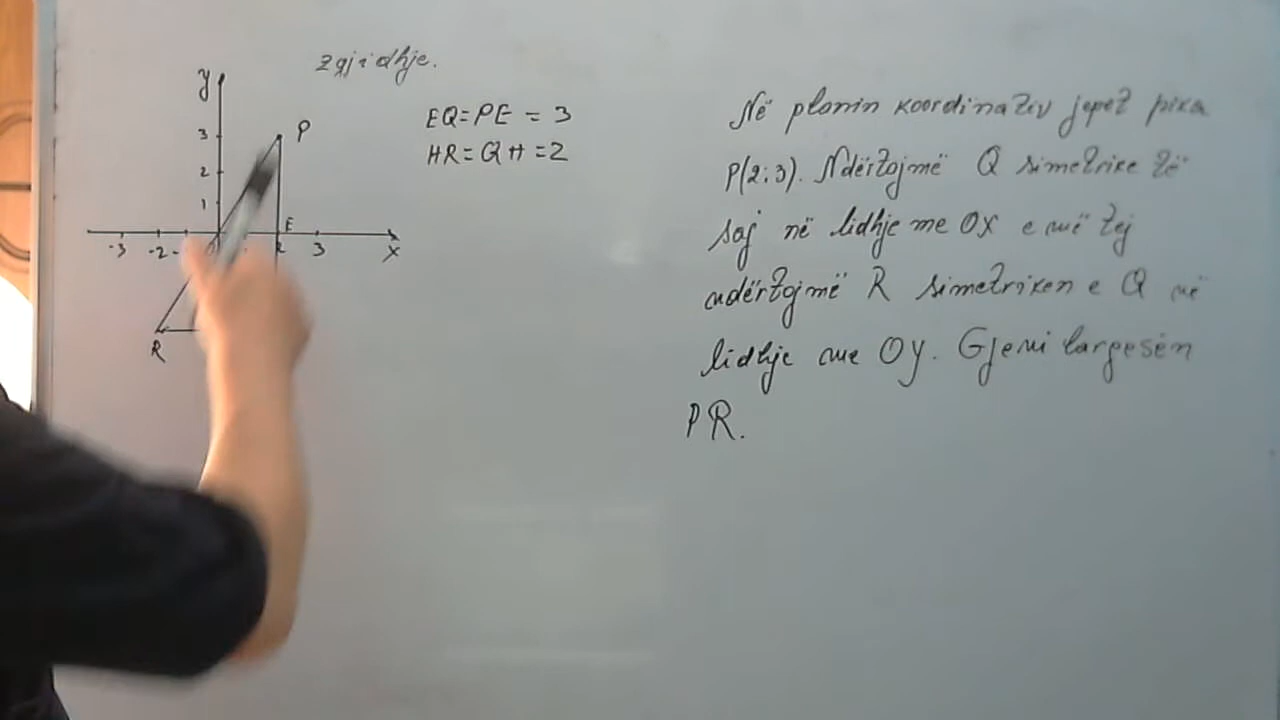 zgjidhje.
y
3
P
2
1
E
-3
-2
2
3
x
R
EQ=PE = 3
HR=QH=2
Në planin koordinativ jepet pika
P(2;3). Ndërtojmë Q simetrike të
saj në lidhje me OX e më tej
ndërtojmë R simetriken e Q në
lidhje me OY. Gjeni largesën
PR.